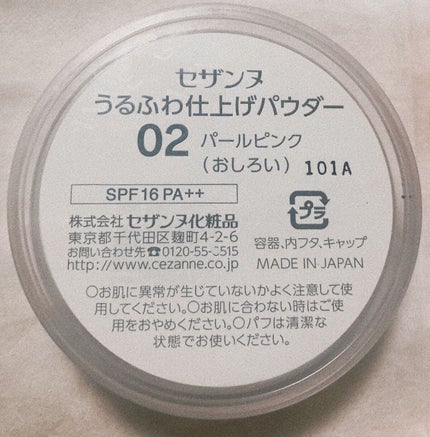 セザンヌ
うるふわ仕上げパウダー
02 パールピンク
(おしろい) 101A
SPF16 PA++
プラ
株式会社 セザンヌ化粧品
東京都千代田区麹町4-2-6
お問い合わせ先☎0120-55-3515
http://www.cezanne.co.jp
容器、内フタ、キャップ
MADE IN JAPAN
○お肌に異常が生じていないかよく注意して使
用してください。○お肌に合わない時はご使
用をおやめください。○パフは清潔な
状態でお使いください。